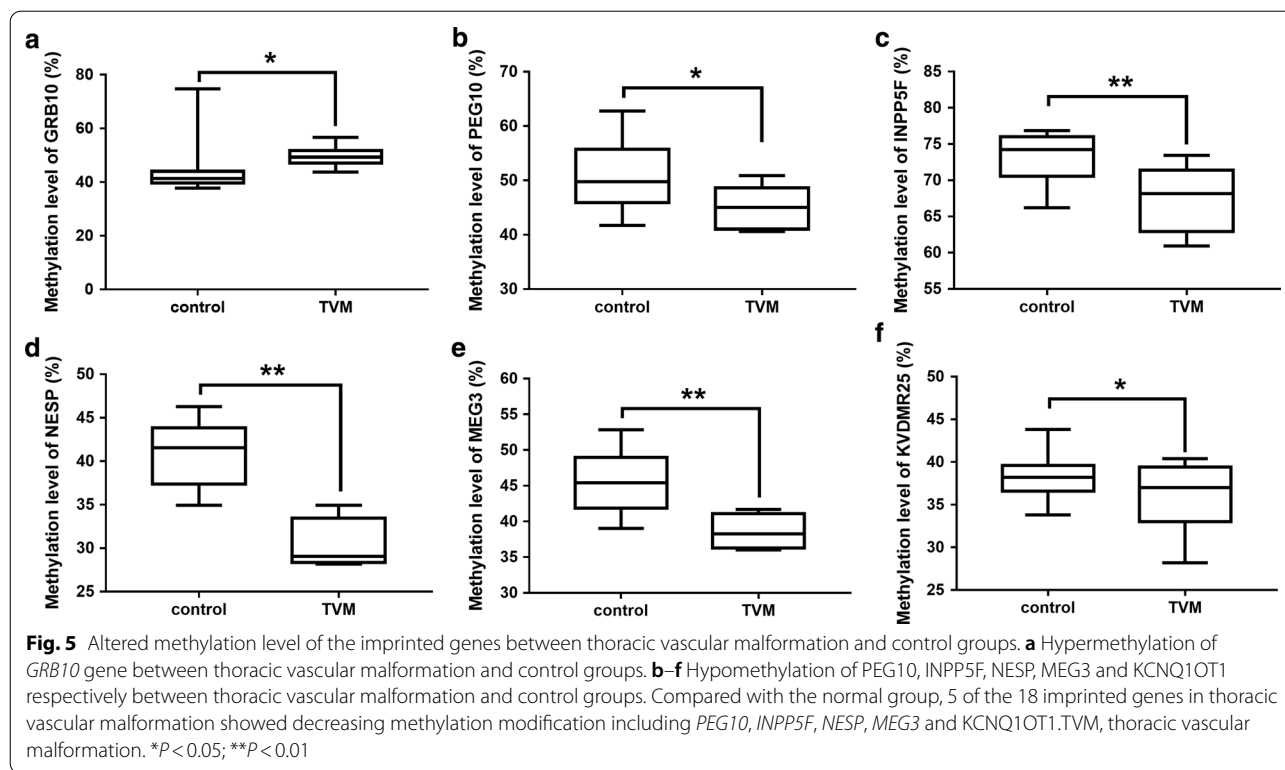 a
Methylation level of GRB10 (%)
80
60
40
20
0
*
control
TVM
b
Methylation level of PEG10 (%)
70
60
50
40
30
*
control
TVM
c
Methylation level of INPP5F (%)
85
80
75
70
65
60
55
**
control
TVM
d
Methylation level of NESP (%)
50
45
40
35
30
25
**
control
TVM
e
Methylation level of MEG3 (%)
60
55
50
45
40
35
30
**
control
TVM
f
Methylation level of KVDMR25 (%)
50
45
40
35
30
25
*
control
TVM
Fig. 5 Altered methylation level of the imprinted genes between thoracic vascular malformation and control groups. a Hypermethylation of
GRB10 gene between thoracic vascular malformation and control groups. b–f Hypomethylation of PEG10, INPP5F, NESP, MEG3 and KCNQ1OT1
respectively between thoracic vascular malformation and control groups. Compared with the normal group, 5 of the 18 imprinted genes in thoracic
vascular malformation showed decreasing methylation modification including PEG10, INPP5F, NESP, MEG3 and KCNQ1OT1.TVM, thoracic vascular
malformation. *P < 0.05; **P < 0.01